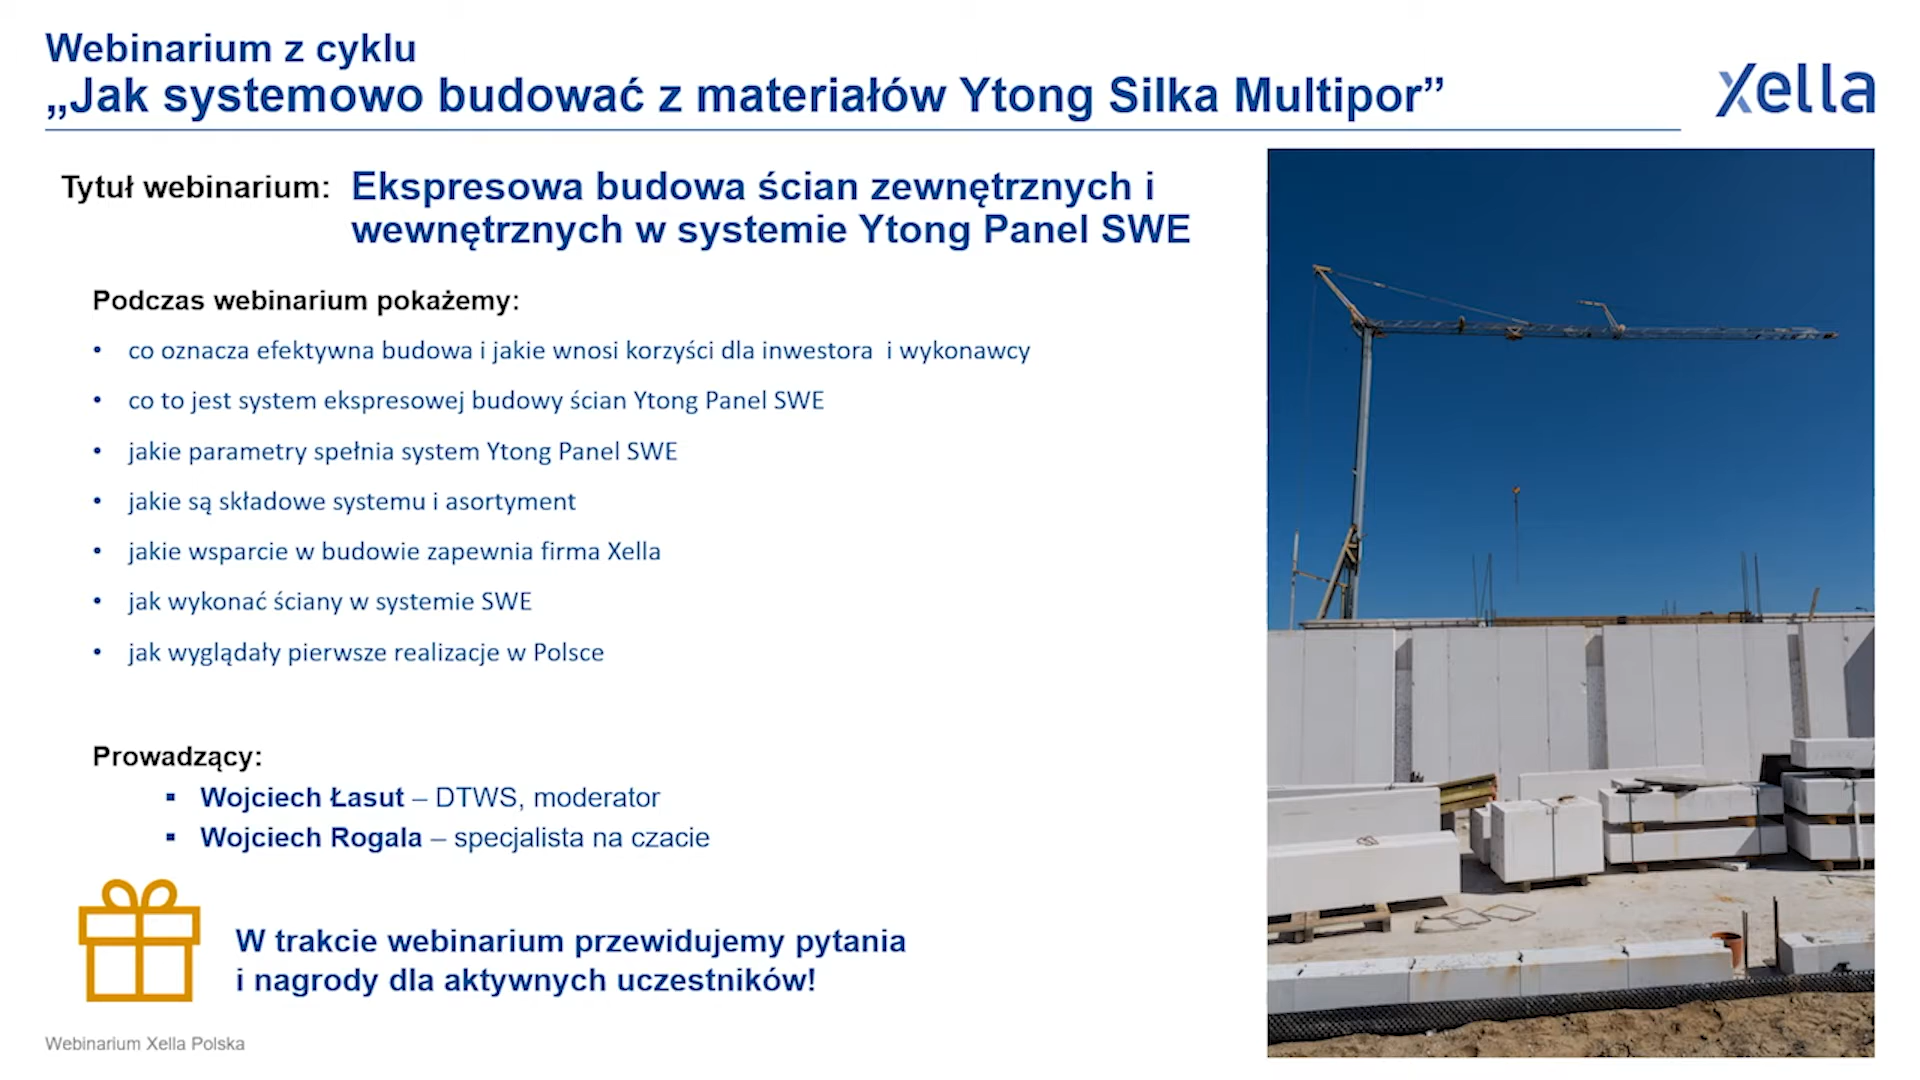 Webinarium z cyklu
„Jak systemowo budować z materiałów Ytong Silka Multipor”
xella
Tytuł webinarium: Ekspresowa budowa ścian zewnętrznych i
wewnętrznych w systemie Ytong Panel SWE
Podczas webinarium pokażemy:
• co oznacza efektywna budowa i jakie wnosi korzyści dla inwestora i wykonawcy
• co to jest system ekspresowej budowy ścian Ytong Panel SWE
• jakie parametry spełnia system Ytong Panel SWE
• jakie są składowe systemu i asortyment
• jakie wsparcie w budowie zapewnia firma Xella
• jak wykonać ściany w systemie SWE
• jak wyglądały pierwsze realizacje w Polsce
Prowadzący:
▪ Wojciech Łasut – DTWS, moderator
▪ Wojciech Rogala – specjalista na czacie
W trakcie webinarium przewidujemy pytania
i nagrody dla aktywnych uczestników!
Webinarium Xella Polska